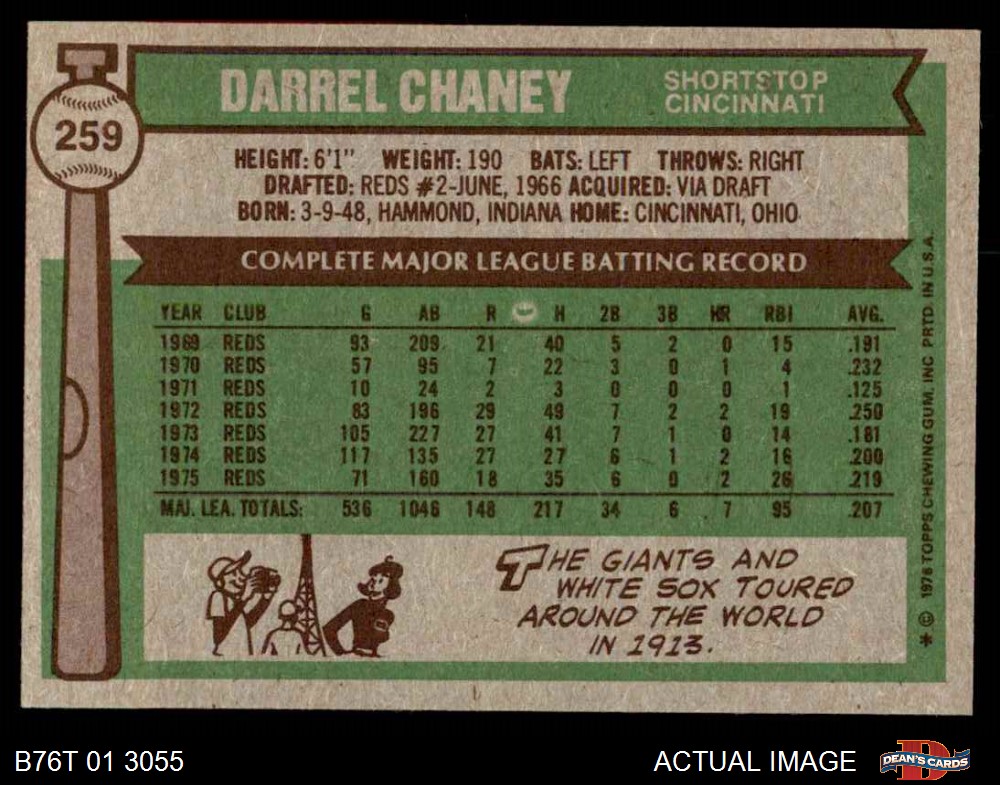 259
DARREL CHANEY
SHORTSTOP
CINCINNATI
HEIGHT: 6'1" WEIGHT: 190 BATS: LEFT THROWS: RIGHT
DRAFTED: REDS #2-JUNE, 1966 ACQUIRED: VIA DRAFT
BORN: 3-9-48, HAMMOND, INDIANA HOME: CINCINNATI, OHIO
COMPLETE MAJOR LEAGUE BATTING RECORD
YEAR CLUB G AB R H 2B 3B HR RBI AVG.
1969 REDS 93 209 21 40 5 2 0 15 .191
1970 REDS 57 95 7 22 3 0 1 4 .232
1971 REDS 10 24 2 3 0 0 0 1 .125
1972 REDS 83 196 29 49 7 2 2 19 .250
1973 REDS 105 227 27 41 7 1 0 14 .181
1974 REDS 117 135 27 27 6 1 2 16 .200
1975 REDS 71 160 18 35 6 0 2 26 .219
MAJ. LEA. TOTALS: 536 1046 148 217 34 6 7 95 .207
THE GIANTS AND
WHITE SOX TOURED
AROUND THE WORLD
IN 1913.
* © 1976 TOPPS CHEWING GUM, INC. PRTD. IN U.S.A.
B76T 01 3055
ACTUAL IMAGE
D
DEAN'S CARDS